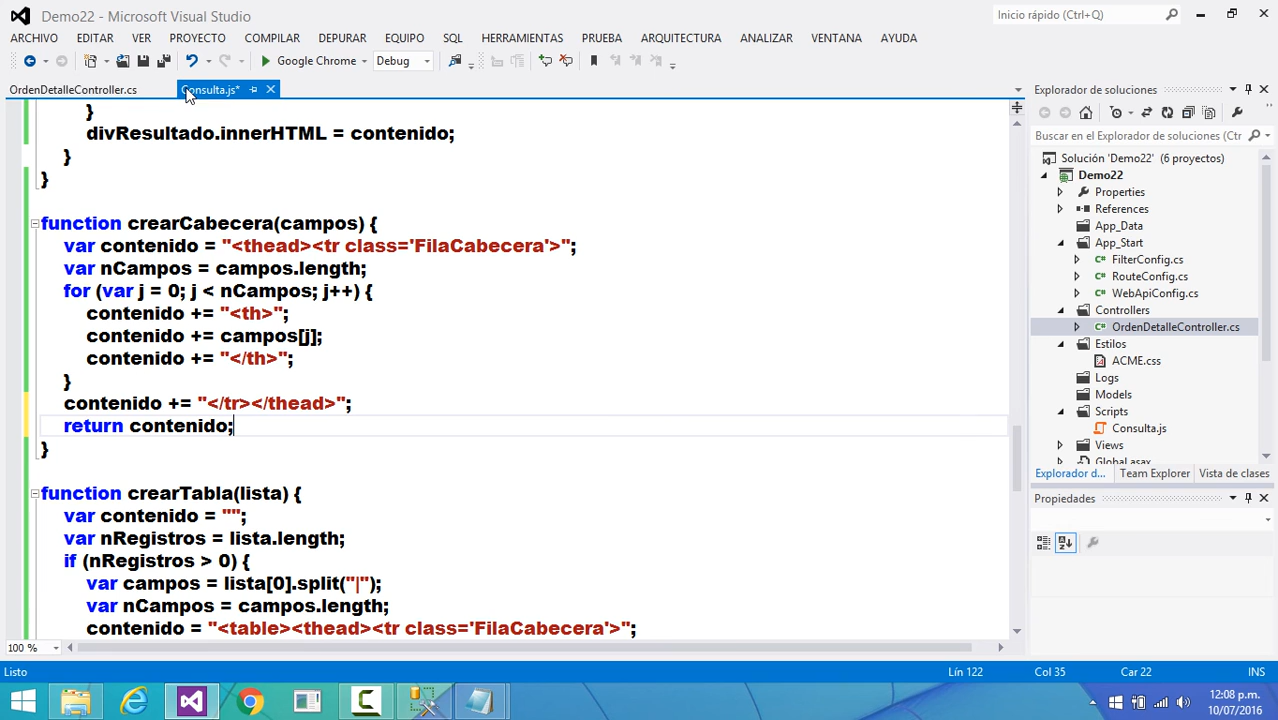 Demo22 - Microsoft Visual Studio
Inicio rápido (Ctrl+Q)
ARCHIVO EDITAR VER PROYECTO COMPILAR DEPURAR EQUIPO SQL HERRAMIENTAS PRUEBA ARQUITECTURA ANALIZAR VENTANA AYUDA
Google Chrome Debug
OrdenDetalleController.cs Consulta.js*
}
divResultado.innerHTML = contenido;
}
}
function crearCabecera(campos) {
var contenido = "<thead><tr class='FilaCabecera'>";
var nCampos = campos.length;
for (var j = 0; j < nCampos; j++) {
contenido += "<th>";
contenido += campos[j];
contenido += "</th>";
}
contenido += "</tr></thead>";
return contenido;
}
function crearTabla(lista) {
var contenido = "";
var nRegistros = lista.length;
if (nRegistros > 0) {
var campos = lista[0].split("|");
var nCampos = campos.length;
contenido = "<table><thead><tr class='FilaCabecera'>";
100 %
Explorador de soluciones
Buscar en el Explorador de soluciones (Ctr
Solución 'Demo22' (6 proyectos)
Demo22
Properties
References
App_Data
App_Start
FilterConfig.cs
RouteConfig.cs
WebApiConfig.cs
Controllers
OrdenDetalleController.cs
Estilos
ACME.css
Logs
Models
Scripts
Consulta.js
Views
Global.asax
Explorador d... Team Explorer Vista de clases
Propiedades
Listo Lín 122 Col 35 Car 22 INS
12:08 p.m.
10/07/2016